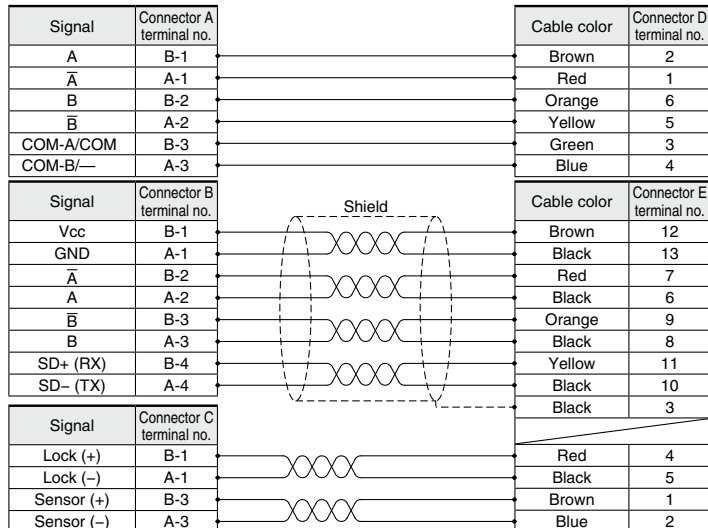 Signal Connector A terminal no. Cable color Connector D terminal no.
A B-1 Brown 2
A̅ A-1 Red 1
B B-2 Orange 6
B̅ A-2 Yellow 5
COM-A/COM B-3 Green 3
COM-B/— A-3 Blue 4
Signal Connector B terminal no. Shield Cable color Connector E terminal no.
Vcc B-1 Brown 12
GND A-1 Black 13
A̅ B-2 Red 7
A A-2 Black 6
B̅ B-3 Orange 9
B A-3 Black 8
SD+ (RX) B-4 Yellow 11
SD− (TX) A-4 Black 10
Black 3
Signal Connector C terminal no.
Lock (+) B-1 Red 4
Lock (−) A-1 Black 5
Sensor (+) B-3 Brown 1
Sensor (−) A-3 Blue 2